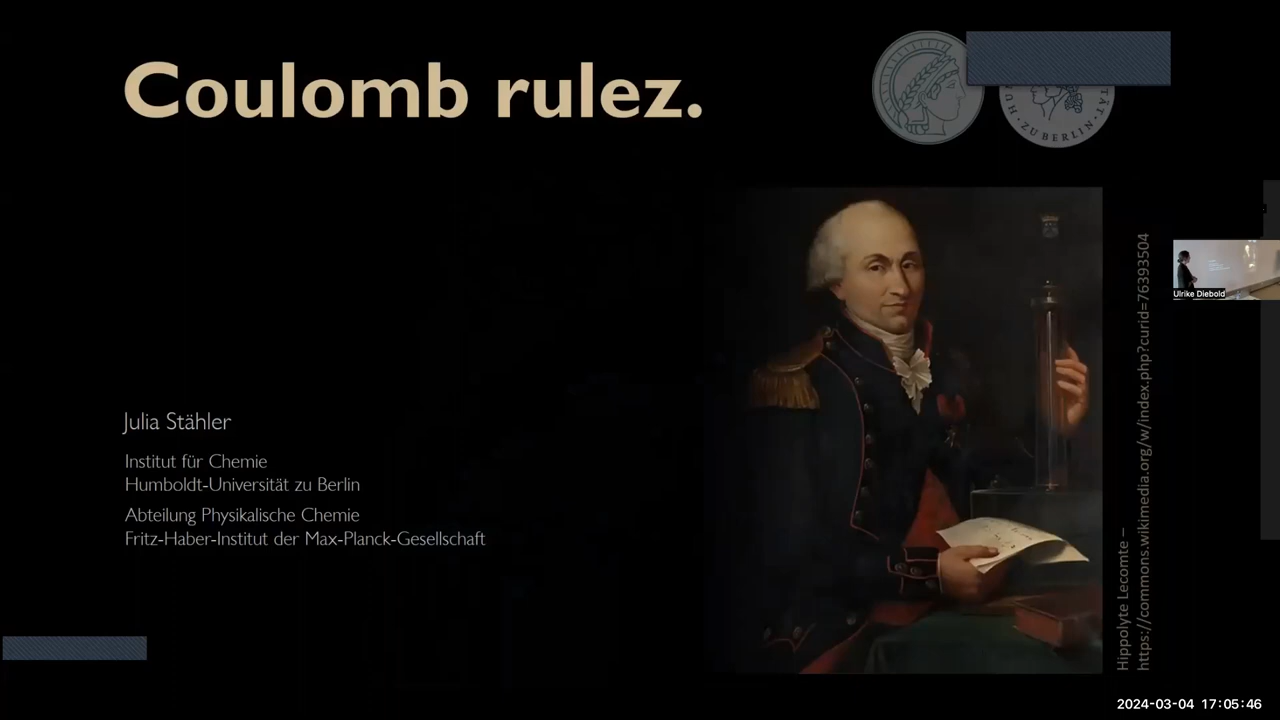 Coulomb rulez.
ZU BERLIN
Julia Stähler
Institut für Chemie
Humboldt-Universität zu Berlin
Abteilung Physikalische Chemie
Fritz-Haber-Institut der Max-Planck-Gesellschaft
Hippolyte Lecomte –
https://commons.wikimedia.org/w/index.php?curid=76393504
Ulrike Diebold
2024-03-04 17:05:46